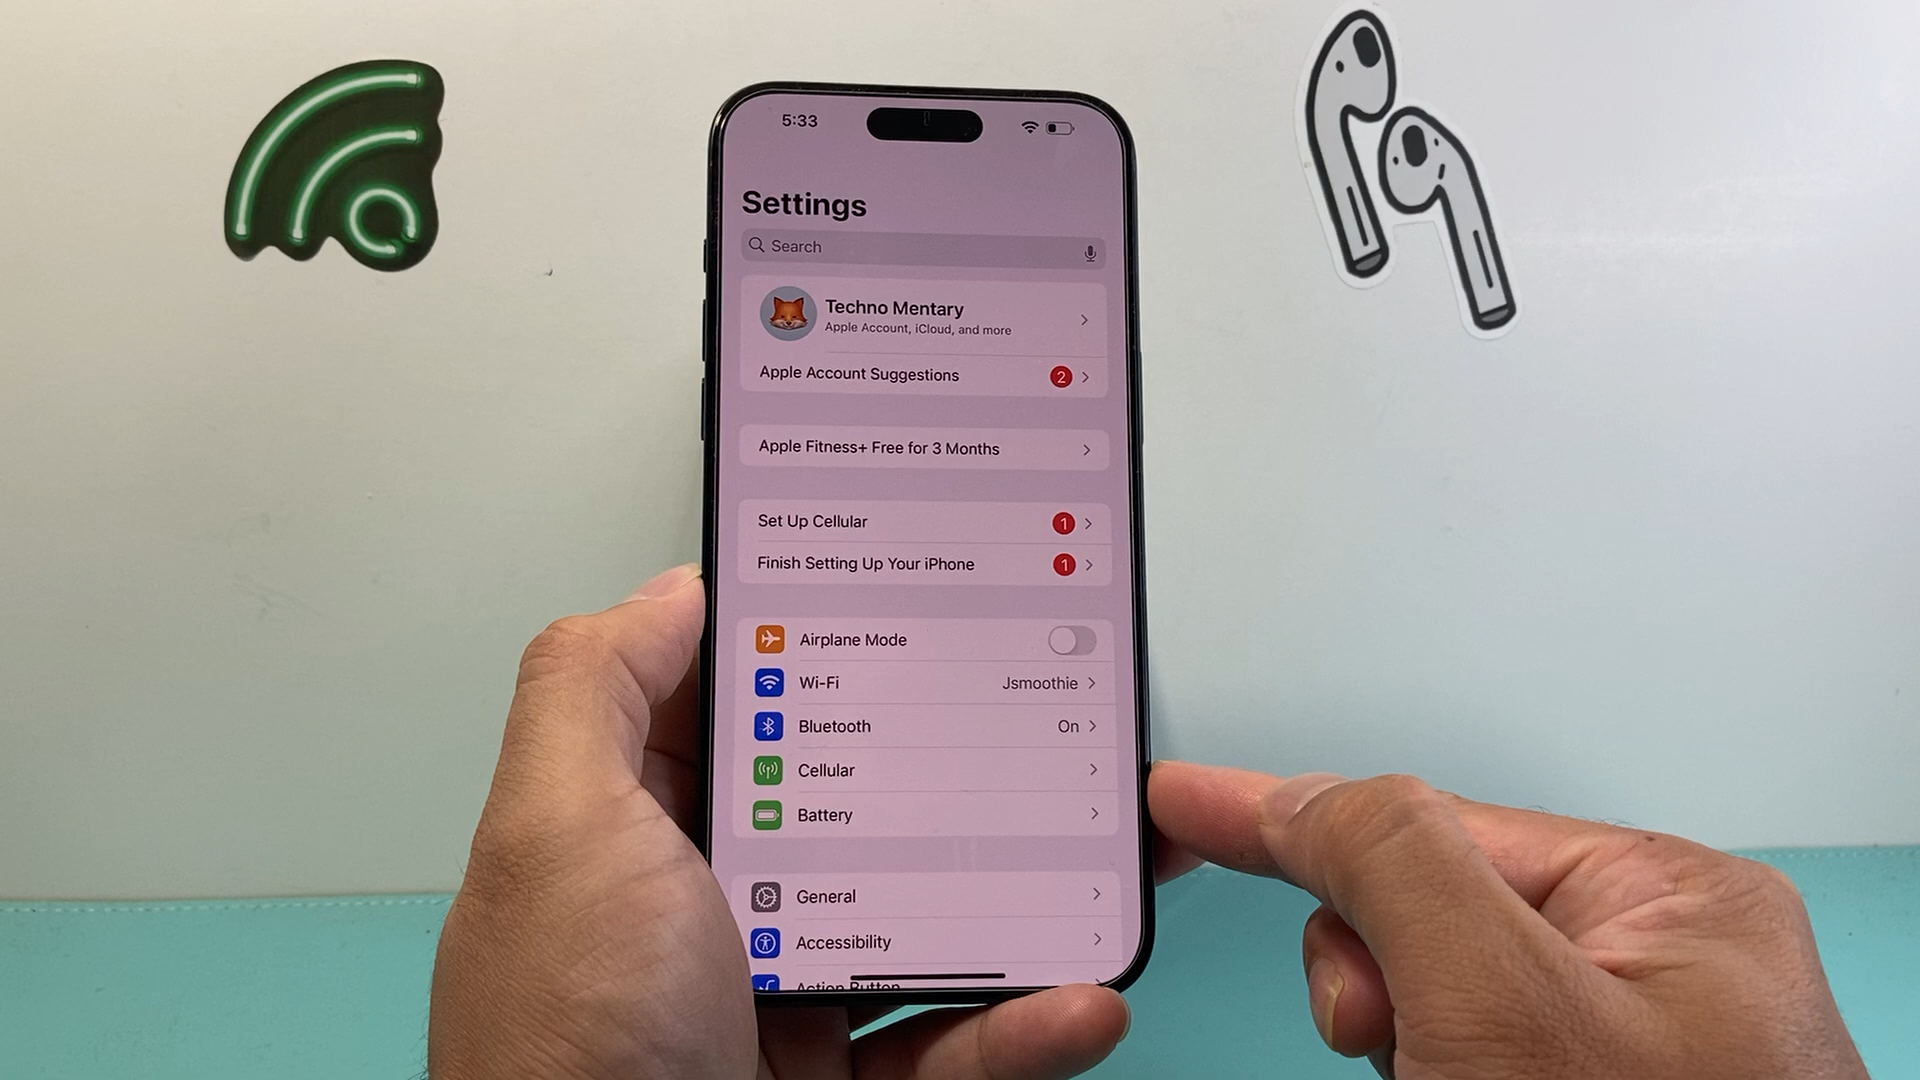 5:33
Settings
Search
Techno Mentary
Apple Account, iCloud, and more
Apple Account Suggestions 2
Apple Fitness+ Free for 3 Months
Set Up Cellular 1
Finish Setting Up Your iPhone 1
Airplane Mode
Wi-Fi Jsmoothie
Bluetooth On
Cellular
Battery
General
Accessibility
Action Button